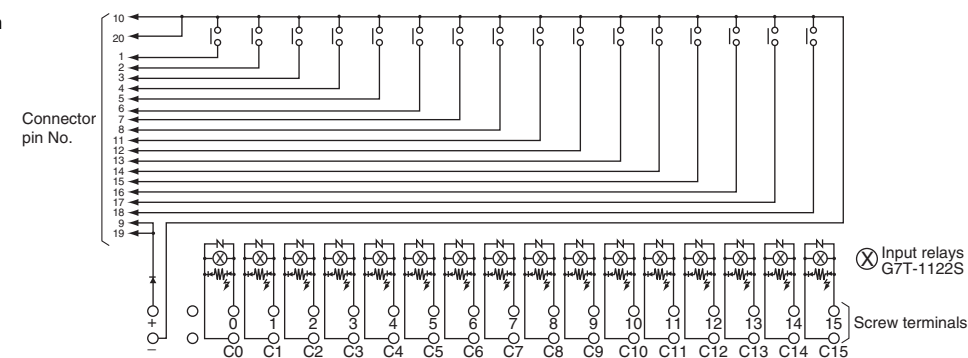 10
20
1
2
3
4
5
6
7
8
11
12
13
14
15
16
17
18
9
19
Connector
pin No.
N N N N N N N N N N N N N N N N
X Input relays
G7T-1122S
+ 0 1 2 3 4 5 6 7 8 9 10 11 12 13 14 15
Screw terminals
− C0 C1 C2 C3 C4 C5 C6 C7 C8 C9 C10 C11 C12 C13 C14 C15